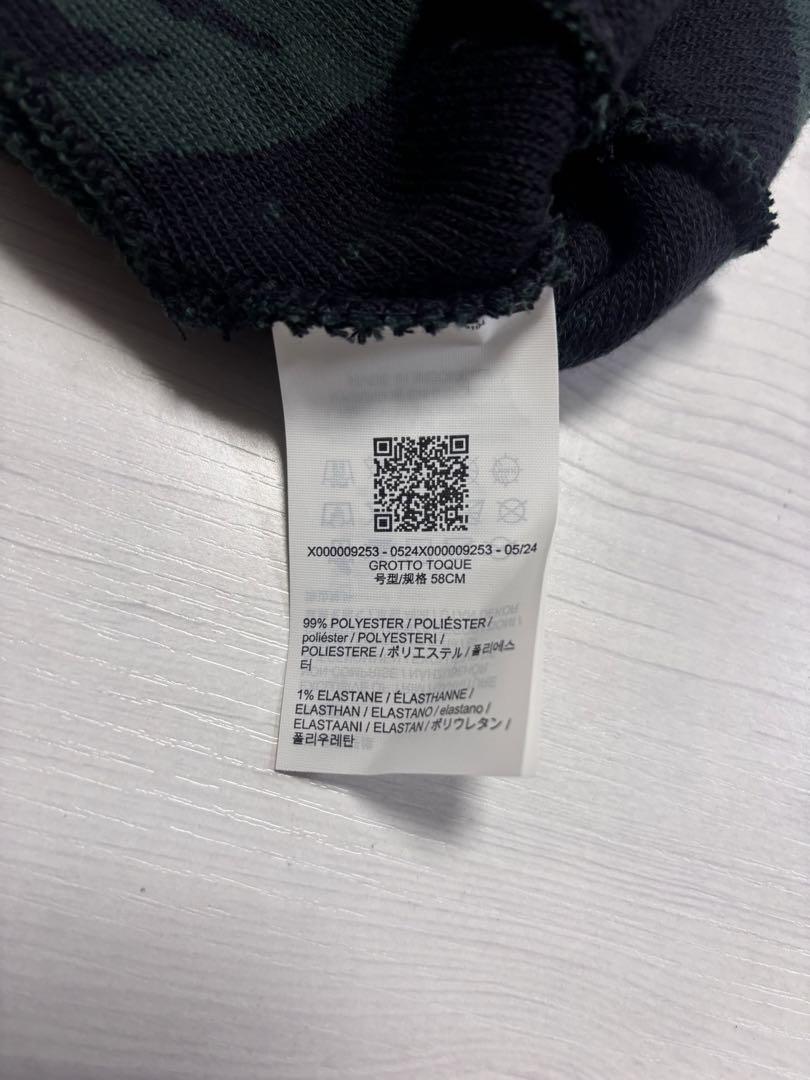 X000009253 - 0524X000009253 - 05/24
GROTTO TOQUE
号型/规格 58CM
99% POLYESTER / POLIÉSTER /
poliéster / POLYESTERI /
POLIESTERE / ポリエステル / 폴리에스
터
1% ELASTANE / ÉLASTHANNE /
ELASTHAN / ELASTANO / elastano /
ELASTAANI / ELASTAN / ポリウレタン /
폴리우레탄